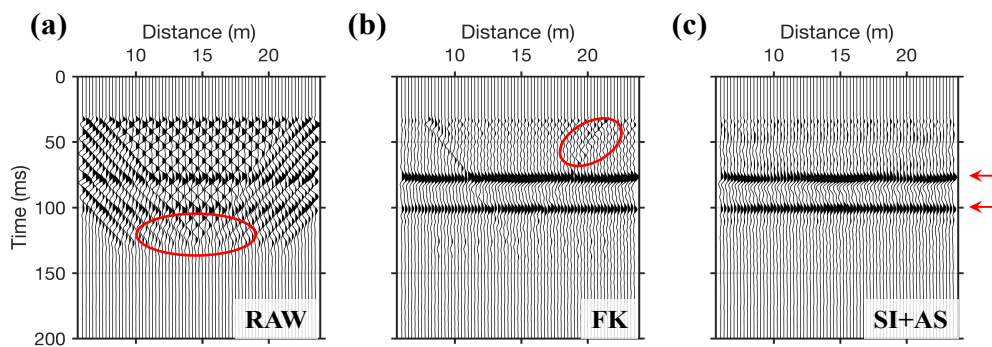 (a) (b) (c)
Distance (m) Distance (m) Distance (m)
10 15 20 10 15 20 10 15 20
0
50
100
150
200
Time (ms)
RAW FK SI+AS